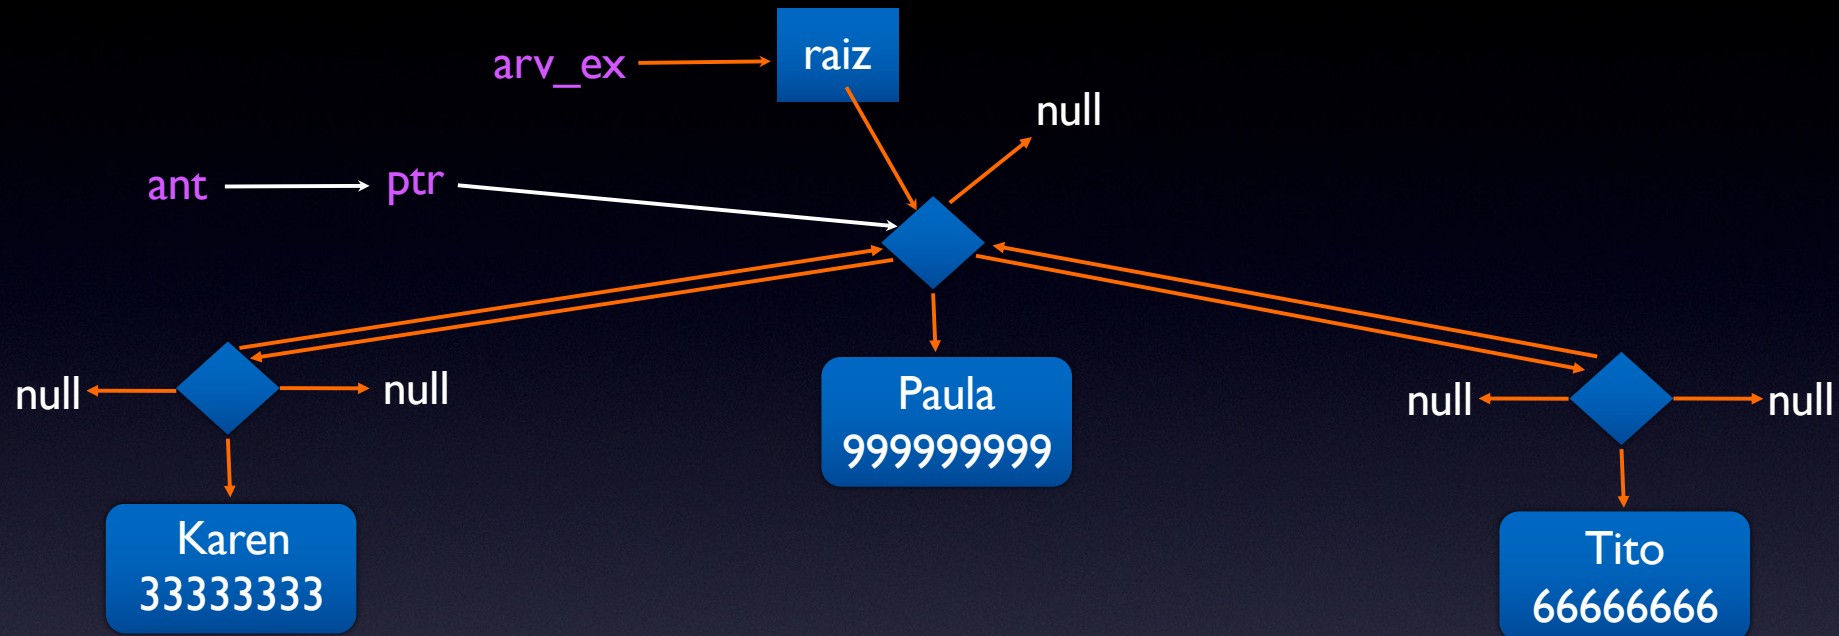 raiz
arv_ex
null
ant
ptr
null
null
Paula
999999999
null
null
Karen
33333333
Tito
66666666